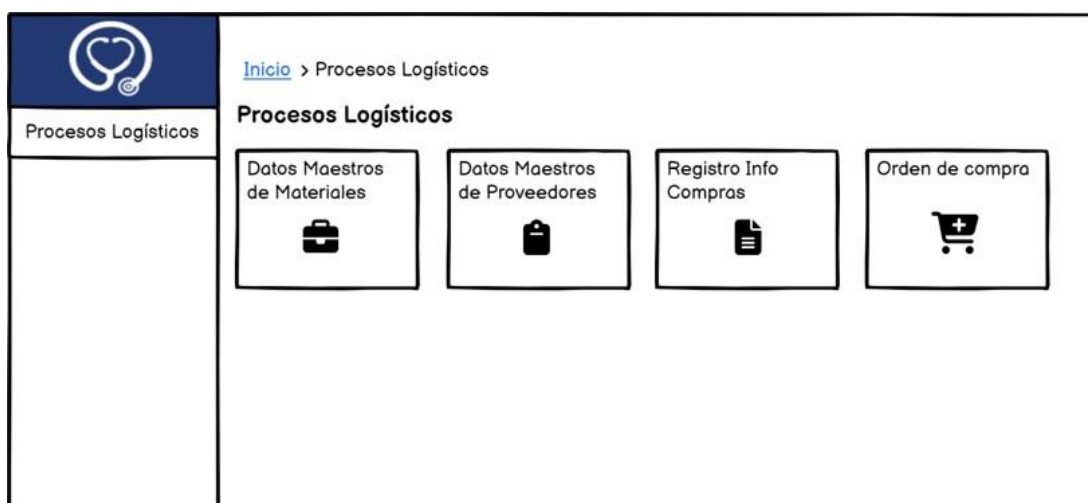 Procesos Logísticos
Inicio > Procesos Logísticos
Procesos Logísticos
Datos Maestros
de Materiales
Datos Maestros
de Proveedores
Registro Info
Compras
Orden de compra